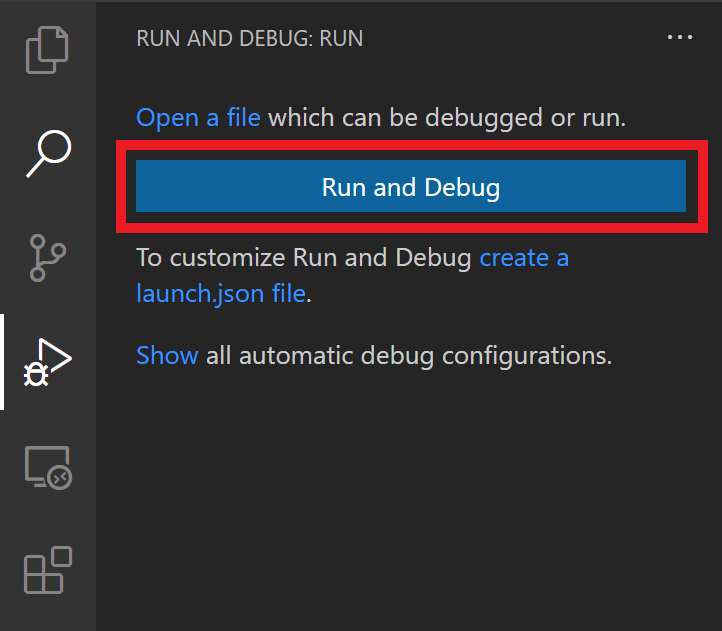 RUN AND DEBUG: RUN
Open a file which can be debugged or run.
Run and Debug
To customize Run and Debug create a
launch.json file.
Show all automatic debug configurations.